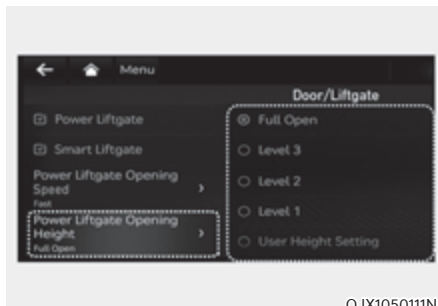 Menu
Door/Liftgate
Power Liftgate
Smart Liftgate
Power Liftgate Opening
Speed
Fast
Power Liftgate Opening
Height
Full Open
Full Open
Level 3
Level 2
Level 1
User Height Setting
OJX1050111N